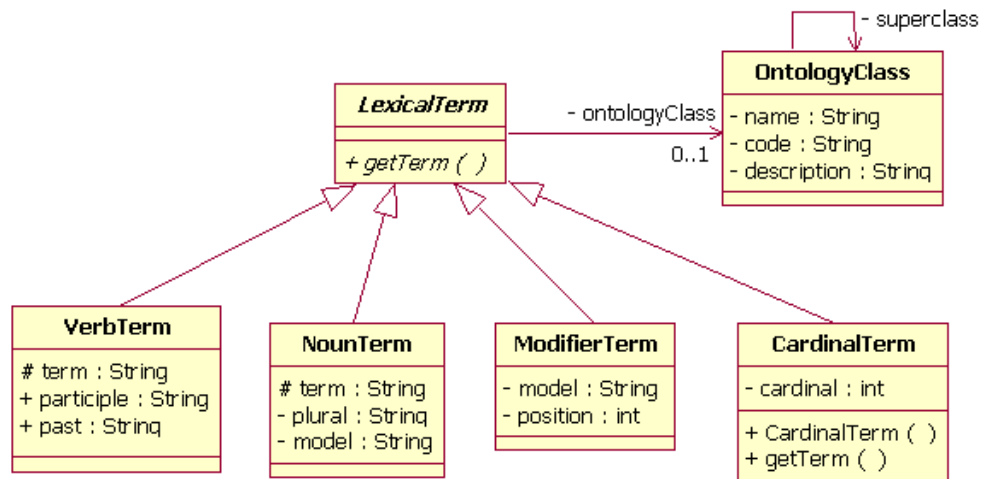 - superclass
OntologyClass
- name : String
- code : String
- description : String
LexicalTerm
+ getTerm ( )
- ontologyClass
0..1
VerbTerm
# term : String
+ participle : String
+ past : String
NounTerm
# term : String
- plural : String
- model : String
ModifierTerm
- model : String
- position : int
CardinalTerm
- cardinal : int
+ CardinalTerm ( )
+ getTerm ( )